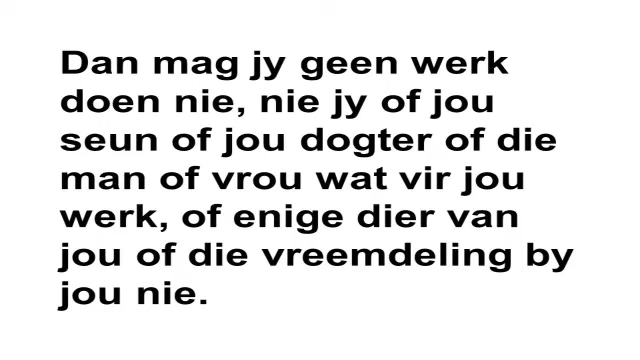 Dan mag jy geen werk
doen nie, nie jy of jou
seun of jou dogter of die
man of vrou wat vir jou
werk, of enige dier van
jou of die vreemdeling by
jou nie.